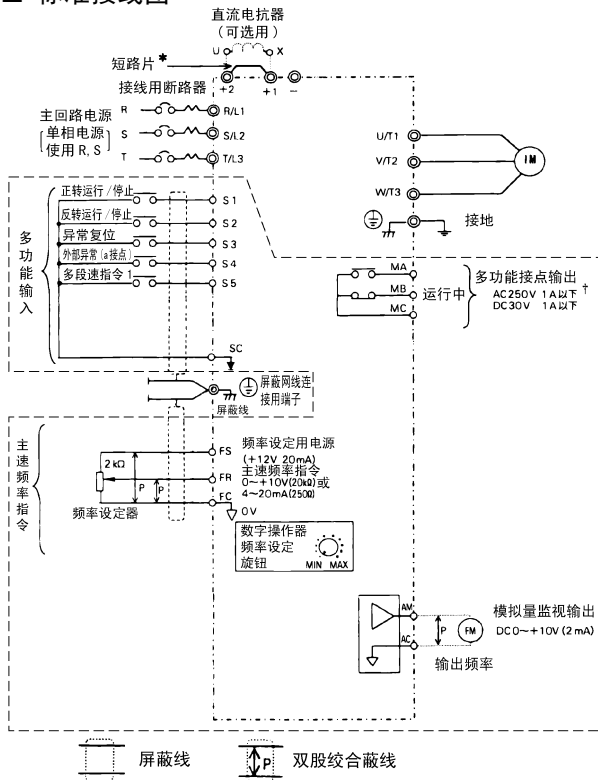 标准接线图
直流电抗器
(可选用)
U X
短路片*
+2 +1 −
接线用断路器
主回路电源
单相电源
使用 R, S
R R/L1
S S/L2
T T/L3
U/T1
V/T2
W/T3
IM
接地
多功能输入
正转运行/停止 S1
反转运行/停止 S2
异常复位 S3
外部异常(a接点) S4
多段速指令1 S5
SC
MA
MB
MC
运行中
多功能接点输出
AC250V 1A以下†
DC30V 1A以下
屏蔽网线连
接用端子
屏蔽线
主速频率指令
2kΩ
P P
频率设定器
FS
FR
FC
频率设定用电源
(+12V 20mA)
主速频率指令
0~+10V(20kΩ)或
4~20mA(250Ω)
0V
数字操作器
频率设定
旋钮
MIN MAX
AM
AC
P
FM
模拟量监视输出
DC0~+10V(2mA)
输出频率
屏蔽线
P 双股绞合蔽线